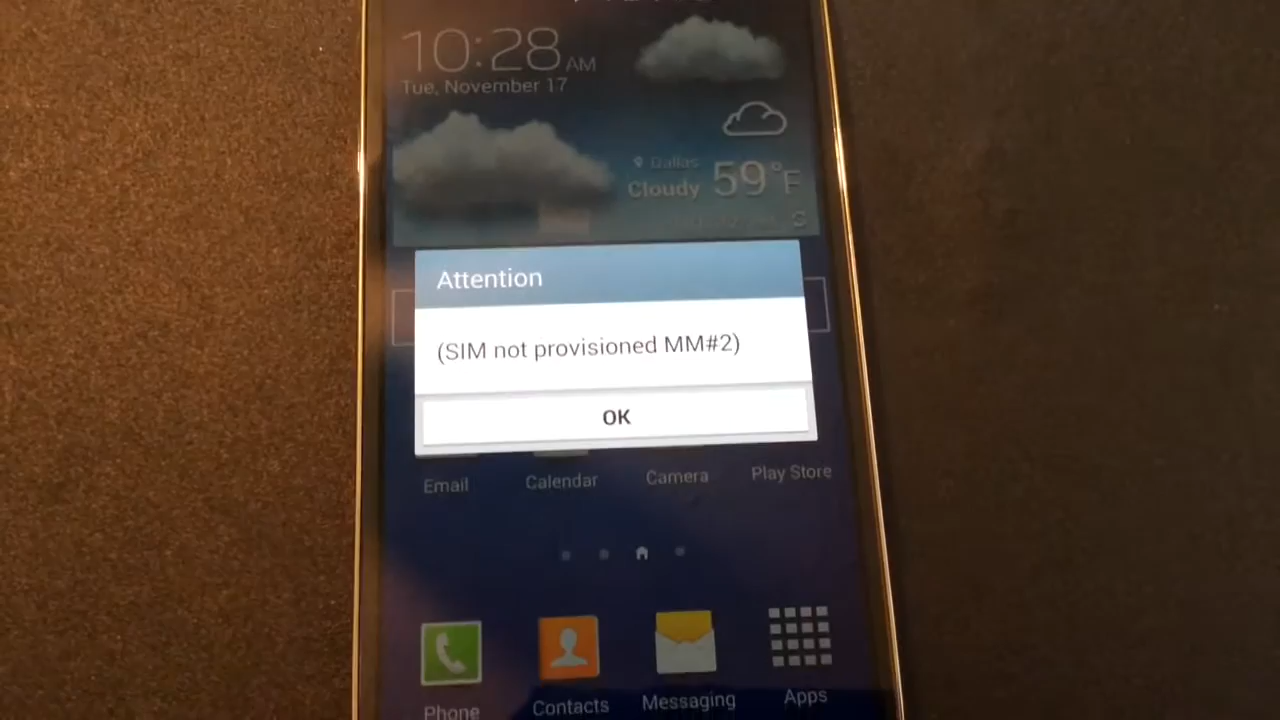 10:28 AM
Tue, November 17
Dallas
Cloudy 59°F
Attention
(SIM not provisioned MM#2)
OK
Email Calendar Camera Play Store
Phone Contacts Messaging Apps